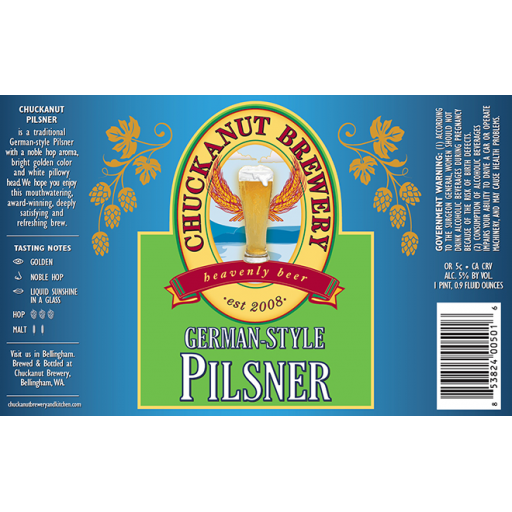 CHUCKANUT
PILSNER
is a traditional
German-style Pilsner
with a noble hop aroma,
bright golden color
and white pillowy
head. We hope you enjoy
this mouthwatering,
award-winning, deeply
satisfying and
refreshing brew.
TASTING NOTES
GOLDEN
NOBLE HOP
LIQUID SUNSHINE
IN A GLASS
HOP
MALT
Visit us in Bellingham.
Brewed & Bottled at
Chuckanut Brewery,
Bellingham, WA.
chuckanutbreweryandkitchen.com
CHUCKANUT BREWERY
heavenly beer
·est 2008·
GERMAN-STYLE
PILSNER
GOVERNMENT WARNING: (1) ACCORDING
TO THE SURGEON GENERAL, WOMEN SHOULD NOT
DRINK ALCOHOLIC BEVERAGES DURING PREGNANCY
BECAUSE OF THE RISK OF BIRTH DEFECTS.
(2) CONSUMPTION OF ALCOHOLIC BEVERAGES
IMPAIRS YOUR ABILITY TO DRIVE A CAR OR OPERATE
MACHINERY, AND MAY CAUSE HEALTH PROBLEMS.
OR 5¢ • CA CRV
ALC. 5% BY VOL.
1 PINT, 0.9 FLUID OUNCES
8 53824 00501 6